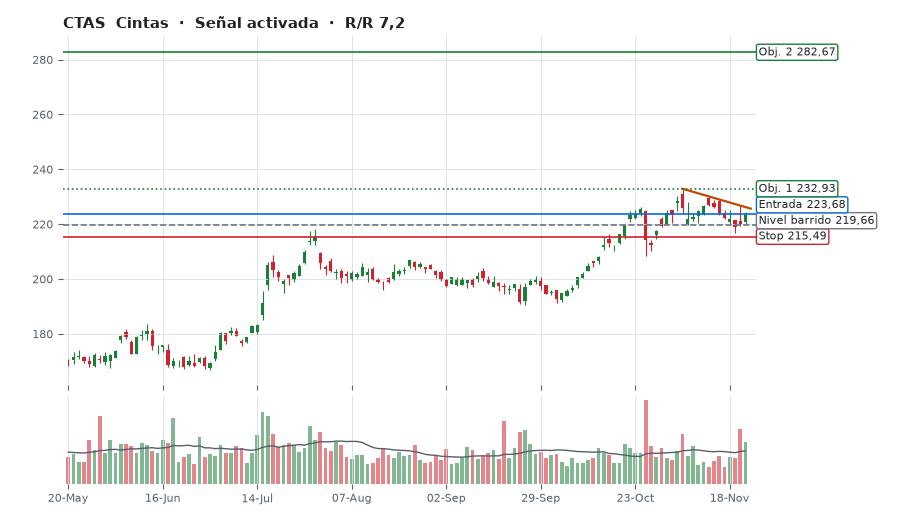 CTAS Cintas · Señal activada · R/R 7,2
Obj. 2 282,67
280
260
240
Obj. 1 232,93
Entrada 223,68
220
Nivel barrido 219,66
Stop 215,49
200
180
20-May 16-Jun 14-Jul 07-Aug 02-Sep 29-Sep 23-Oct 18-Nov